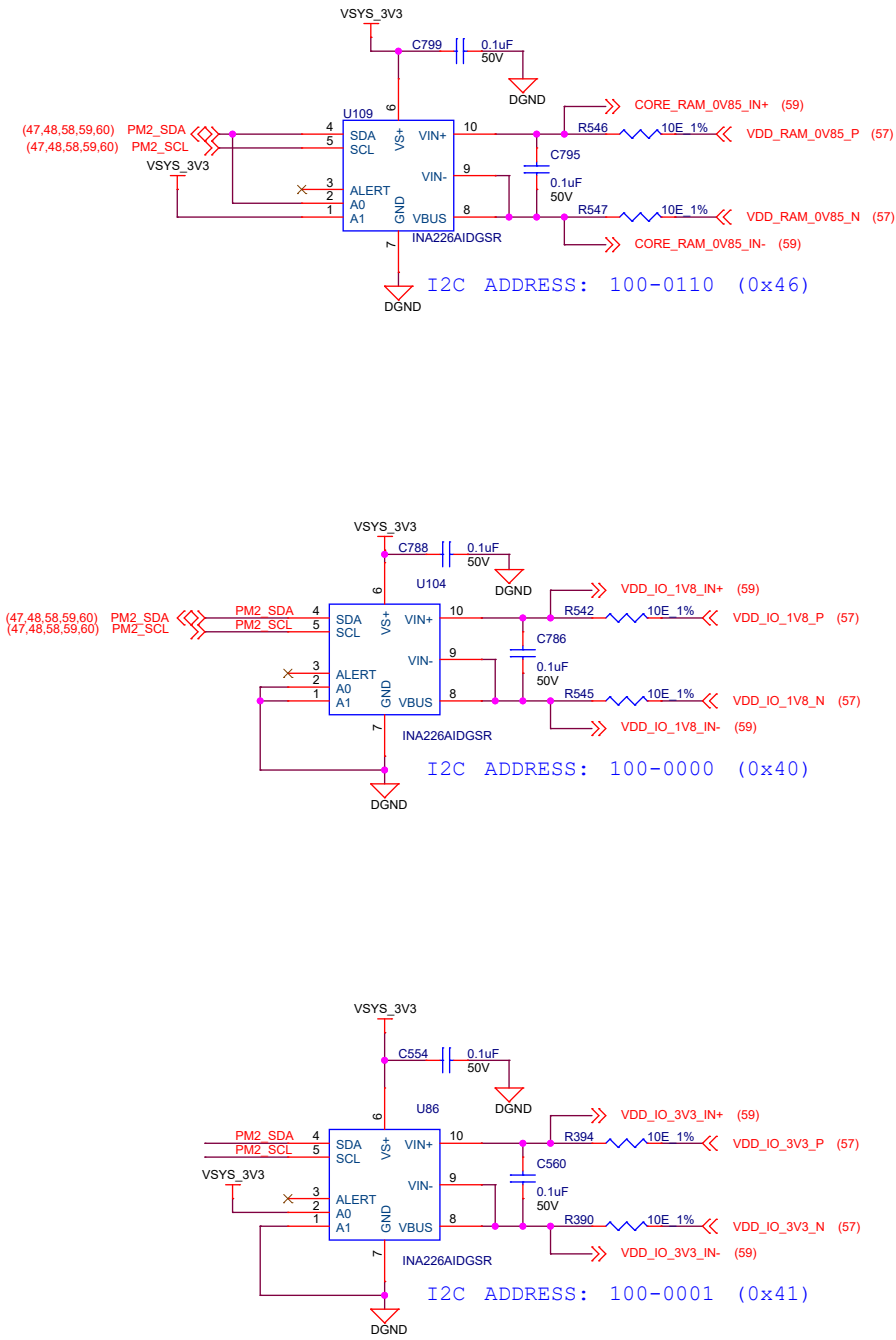 VSYS_3V3
C799 0.1uF
50V
DGND
U109
6
VS+
(47,48,58,59,60) PM2_SDA 4 SDA
(47,48,58,59,60) PM2_SCL 5 SCL
VSYS_3V3
3 ALERT
2 A0
1 A1
GND
7
VIN+ 10
VIN- 9
VBUS 8
INA226AIDGSR
DGND
C795
0.1uF
50V
CORE_RAM_0V85_IN+ (59)
R546 10E_1% VDD_RAM_0V85_P (57)
R547 10E_1% VDD_RAM_0V85_N (57)
CORE_RAM_0V85_IN- (59)
I2C ADDRESS: 100-0110 (0x46)
VSYS_3V3
C788 0.1uF
50V
DGND
U104
6
VS+
(47,48,58,59,60) PM2_SDA PM2_SDA 4 SDA
(47,48,58,59,60) PM2_SCL PM2_SCL 5 SCL
3 ALERT
2 A0
1 A1
GND
7
VIN+ 10
VIN- 9
VBUS 8
INA226AIDGSR
DGND
C786
0.1uF
50V
VDD_IO_1V8_IN+ (59)
R542 10E_1% VDD_IO_1V8_P (57)
R545 10E_1% VDD_IO_1V8_N (57)
VDD_IO_1V8_IN- (59)
I2C ADDRESS: 100-0000 (0x40)
VSYS_3V3
C554 0.1uF
50V
DGND
U86
6
VS+
PM2_SDA 4 SDA
PM2_SCL 5 SCL
VSYS_3V3
3 ALERT
2 A0
1 A1
GND
7
VIN+ 10
VIN- 9
VBUS 8
INA226AIDGSR
DGND
C560
0.1uF
50V
VDD_IO_3V3_IN+ (59)
R394 10E_1% VDD_IO_3V3_P (57)
R390 10E_1% VDD_IO_3V3_N (57)
VDD_IO_3V3_IN- (59)
I2C ADDRESS: 100-0001 (0x41)